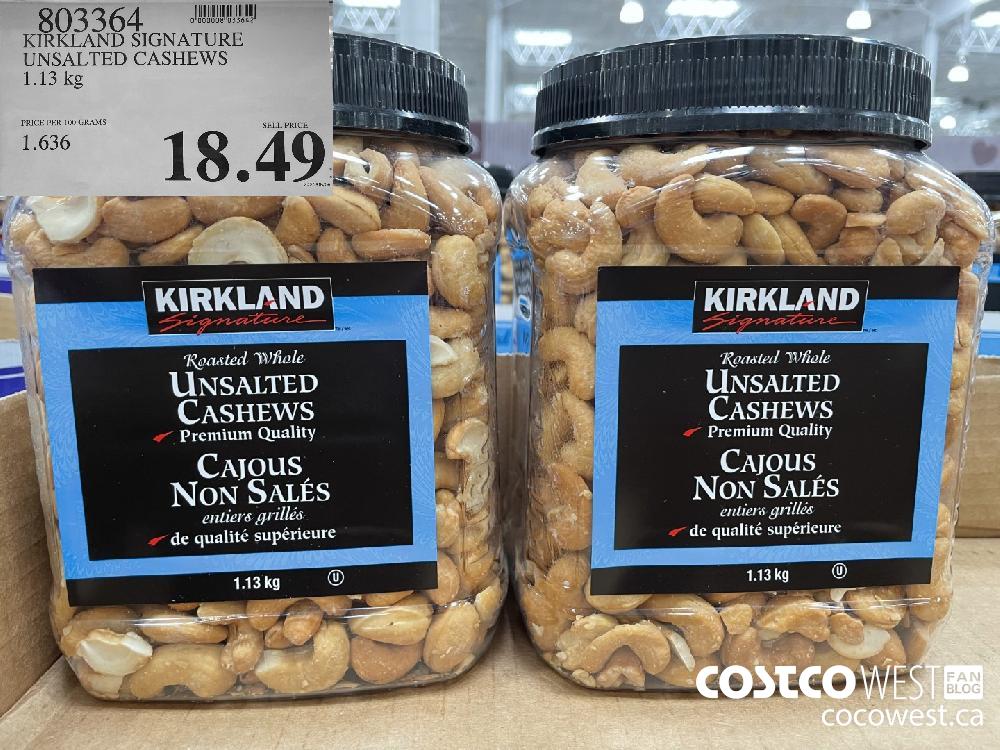 803364
KIRKLAND SIGNATURE
UNSALTED CASHEWS
1.13 kg
PRICE PER 100 GRAMS
1.636
SELL PRICE
18.49
KIRKLAND
Signature
Roasted Whole
UNSALTED
CASHEWS
Premium Quality
CAJOUS
NON SALÉS
entiers grillés
de qualité supérieure
1.13 kg
U
KIRKLAND
Signature
Roasted Whole
UNSALTED
CASHEWS
Premium Quality
CAJOUS
NON SALÉS
entiers grillés
de qualité supérieure
1.13 kg
U
COSTCO WEST FAN BLOG
cocowest.ca